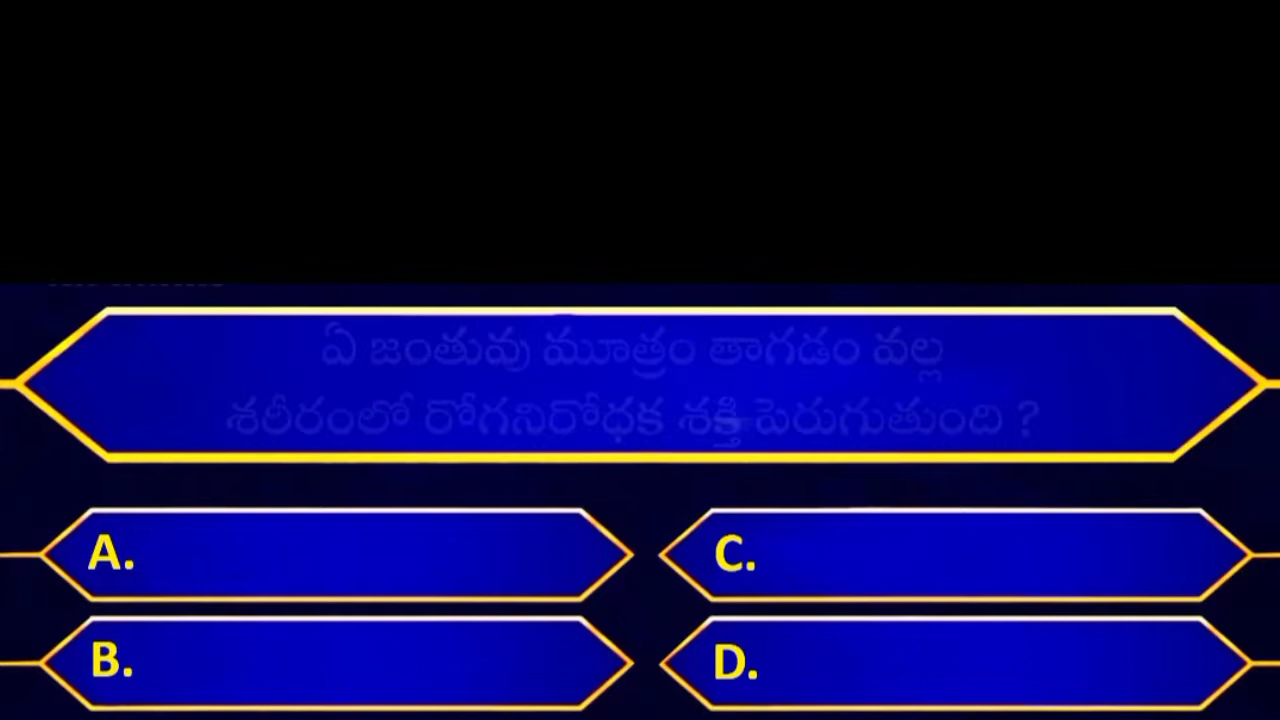 ఏ జంతువు మూత్రం తాగడం వల్ల
శరీరంలో రోగనిరోధక శక్తి పెరుగుతుంది ?
A.
C.
B.
D.